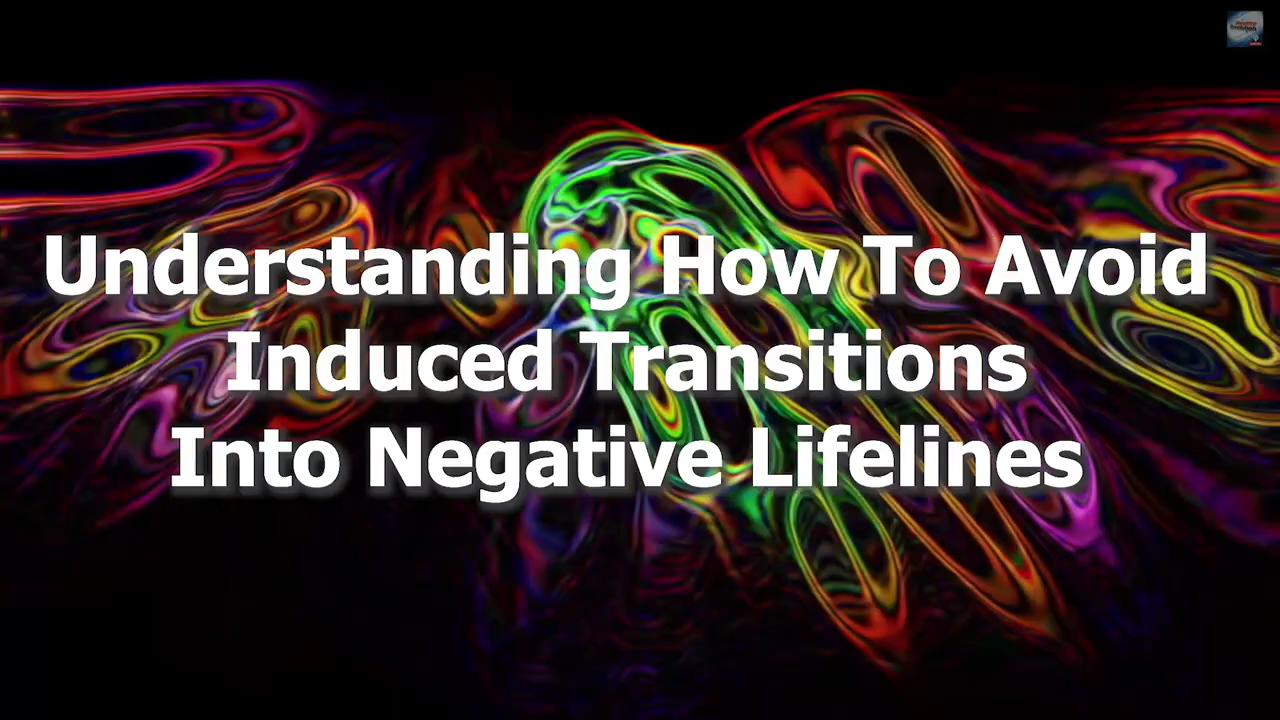 Understanding How To Avoid
Induced Transitions
Into Negative Lifelines